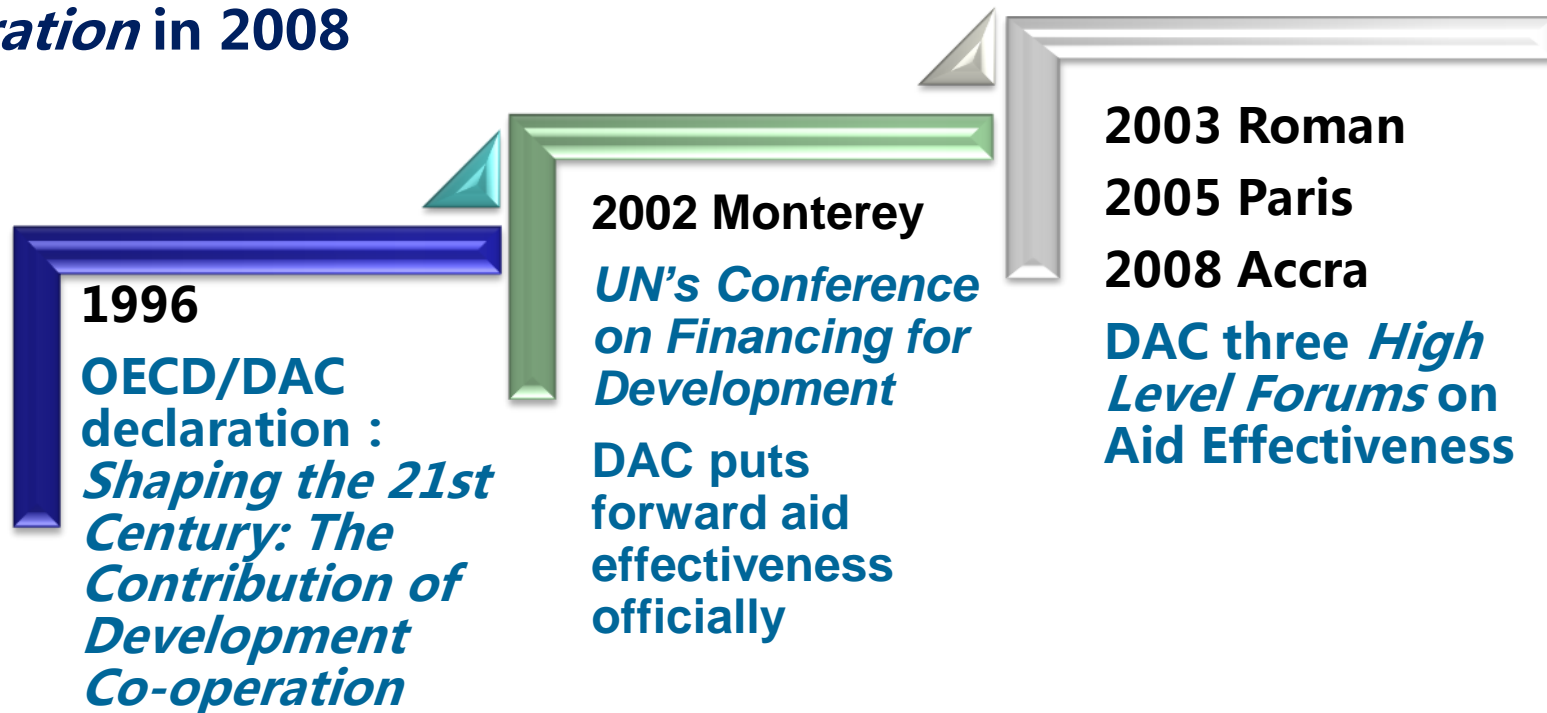 ration in 2008
1996
OECD/DAC
declaration :
Shaping the 21st
Century: The
Contribution of
Development
Co-operation
2002 Monterey
UN’s Conference
on Financing for
Development
DAC puts
forward aid
effectiveness
officially
2003 Roman
2005 Paris
2008 Accra
DAC three High
Level Forums on
Aid Effectiveness